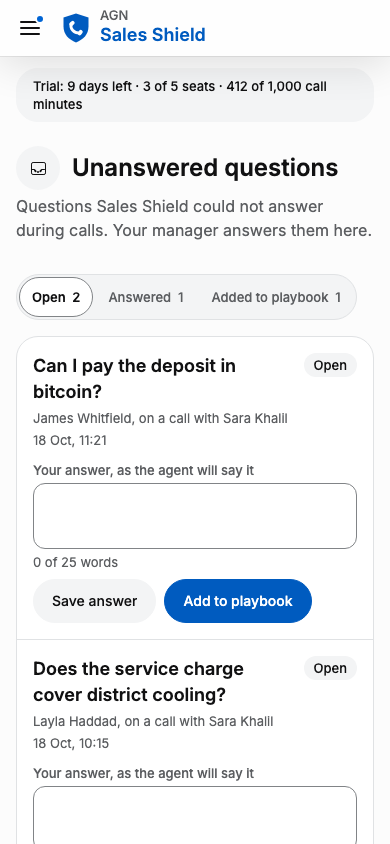 AGN
Sales Shield
Trial: 9 days left · 3 of 5 seats · 412 of 1,000 call
minutes
Unanswered questions
Questions Sales Shield could not answer
during calls. Your manager answers them here.
Open 2 Answered 1 Added to playbook 1
Can I pay the deposit in
bitcoin?
Open
James Whitfield, on a call with Sara Khalil
18 Oct, 11:21
Your answer, as the agent will say it
0 of 25 words
Save answer Add to playbook
Does the service charge
cover district cooling?
Open
Layla Haddad, on a call with Sara Khalil
18 Oct, 10:15
Your answer, as the agent will say it